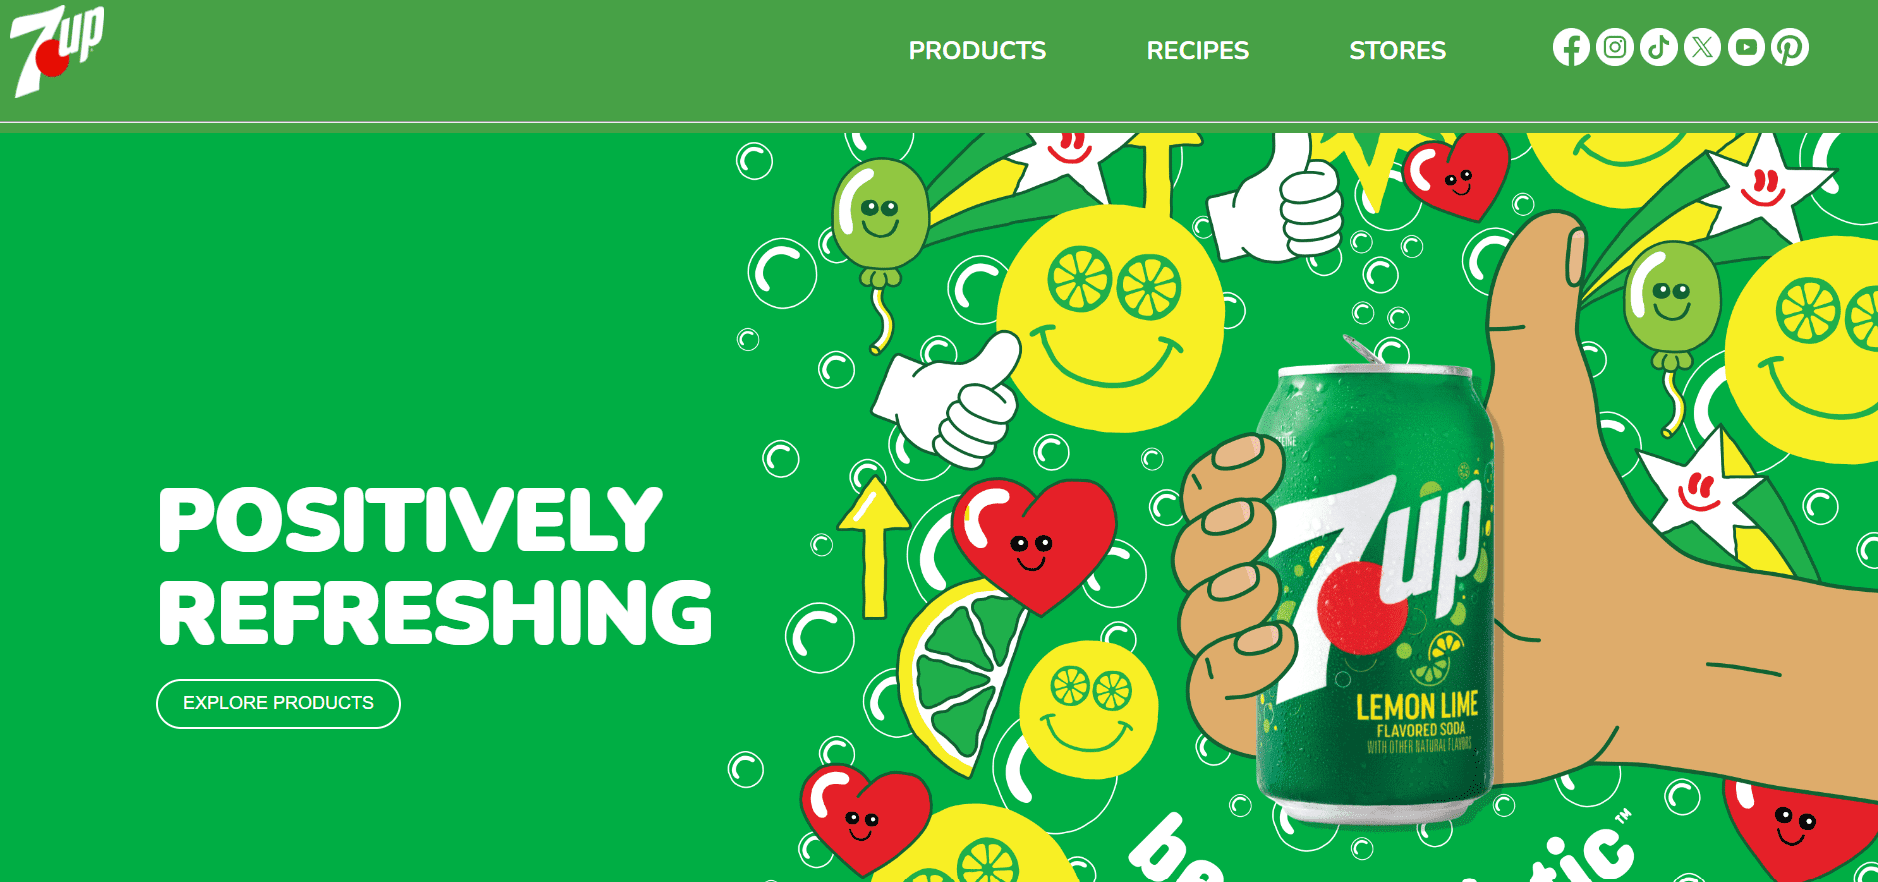 7up
PRODUCTS
RECIPES
STORES
POSITIVELY
REFRESHING
EXPLORE PRODUCTS
7up
LEMON LIME
FLAVORED SODA
WITH OTHER NATURAL FLAVORS
be
tic™